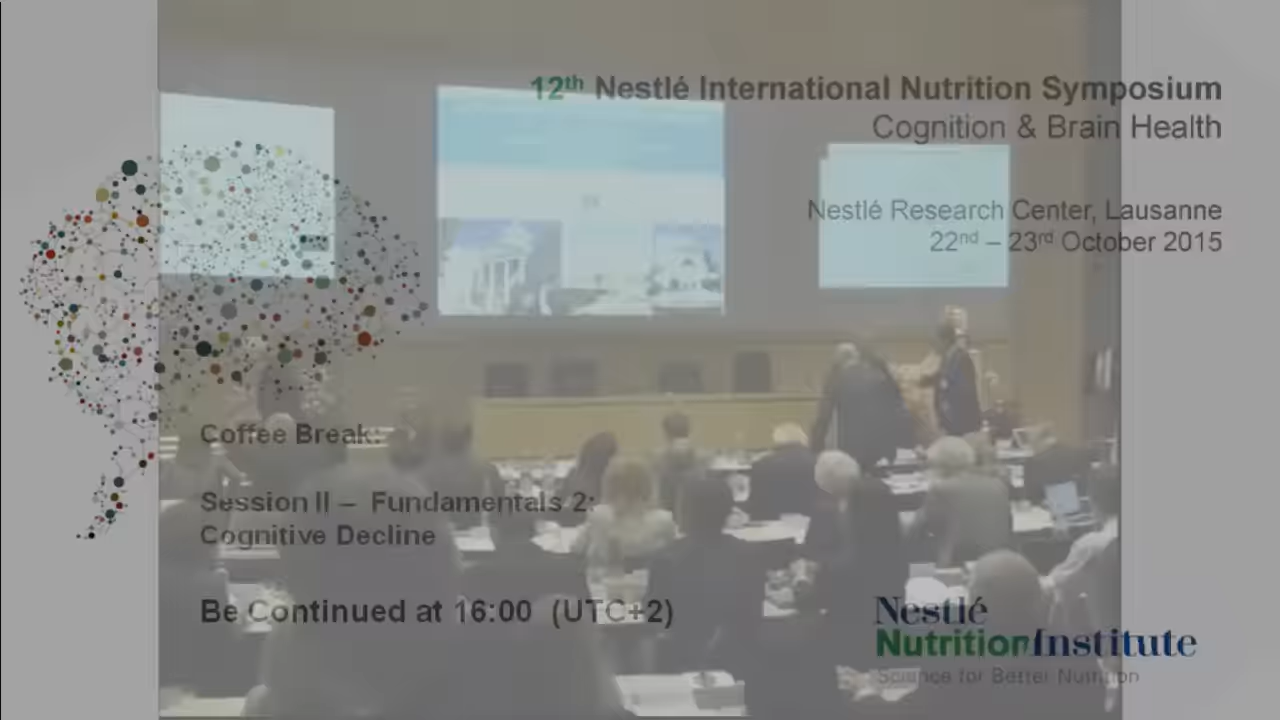 12th Nestlé International Nutrition Symposium
Cognition & Brain Health
Nestlé Research Center, Lausanne
22nd – 23rd October 2015
Coffee Break:
Session II – Fundamentals 2:
Cognitive Decline
Be Continued at 16:00 (UTC+2)
Nestlé
NutritionInstitute
Science for Better Nutrition